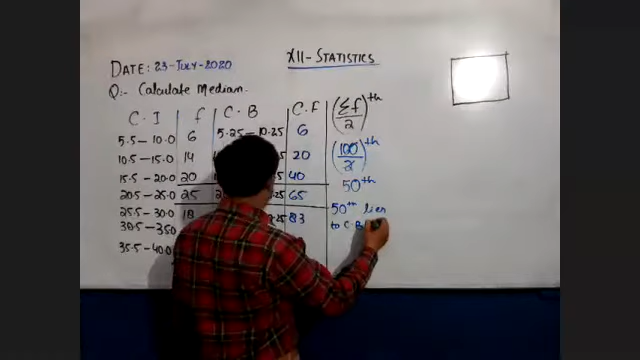 XII- STATISTICS
DATE: 23-JULY-2020
Q:- Calculate Median.
C. I f C. B C. F (Σf/2)th
5.5 - 10.0 6 5.25 - 10.25 6
10.5 - 15.0 14 20 (100/2)th
15.5 - 20.0 20 40 50th
20.5 - 25.0 25 65
25.5 - 30.0 18 83 50th lies
30.5 - 350 to C.B
35.5 - 40.0